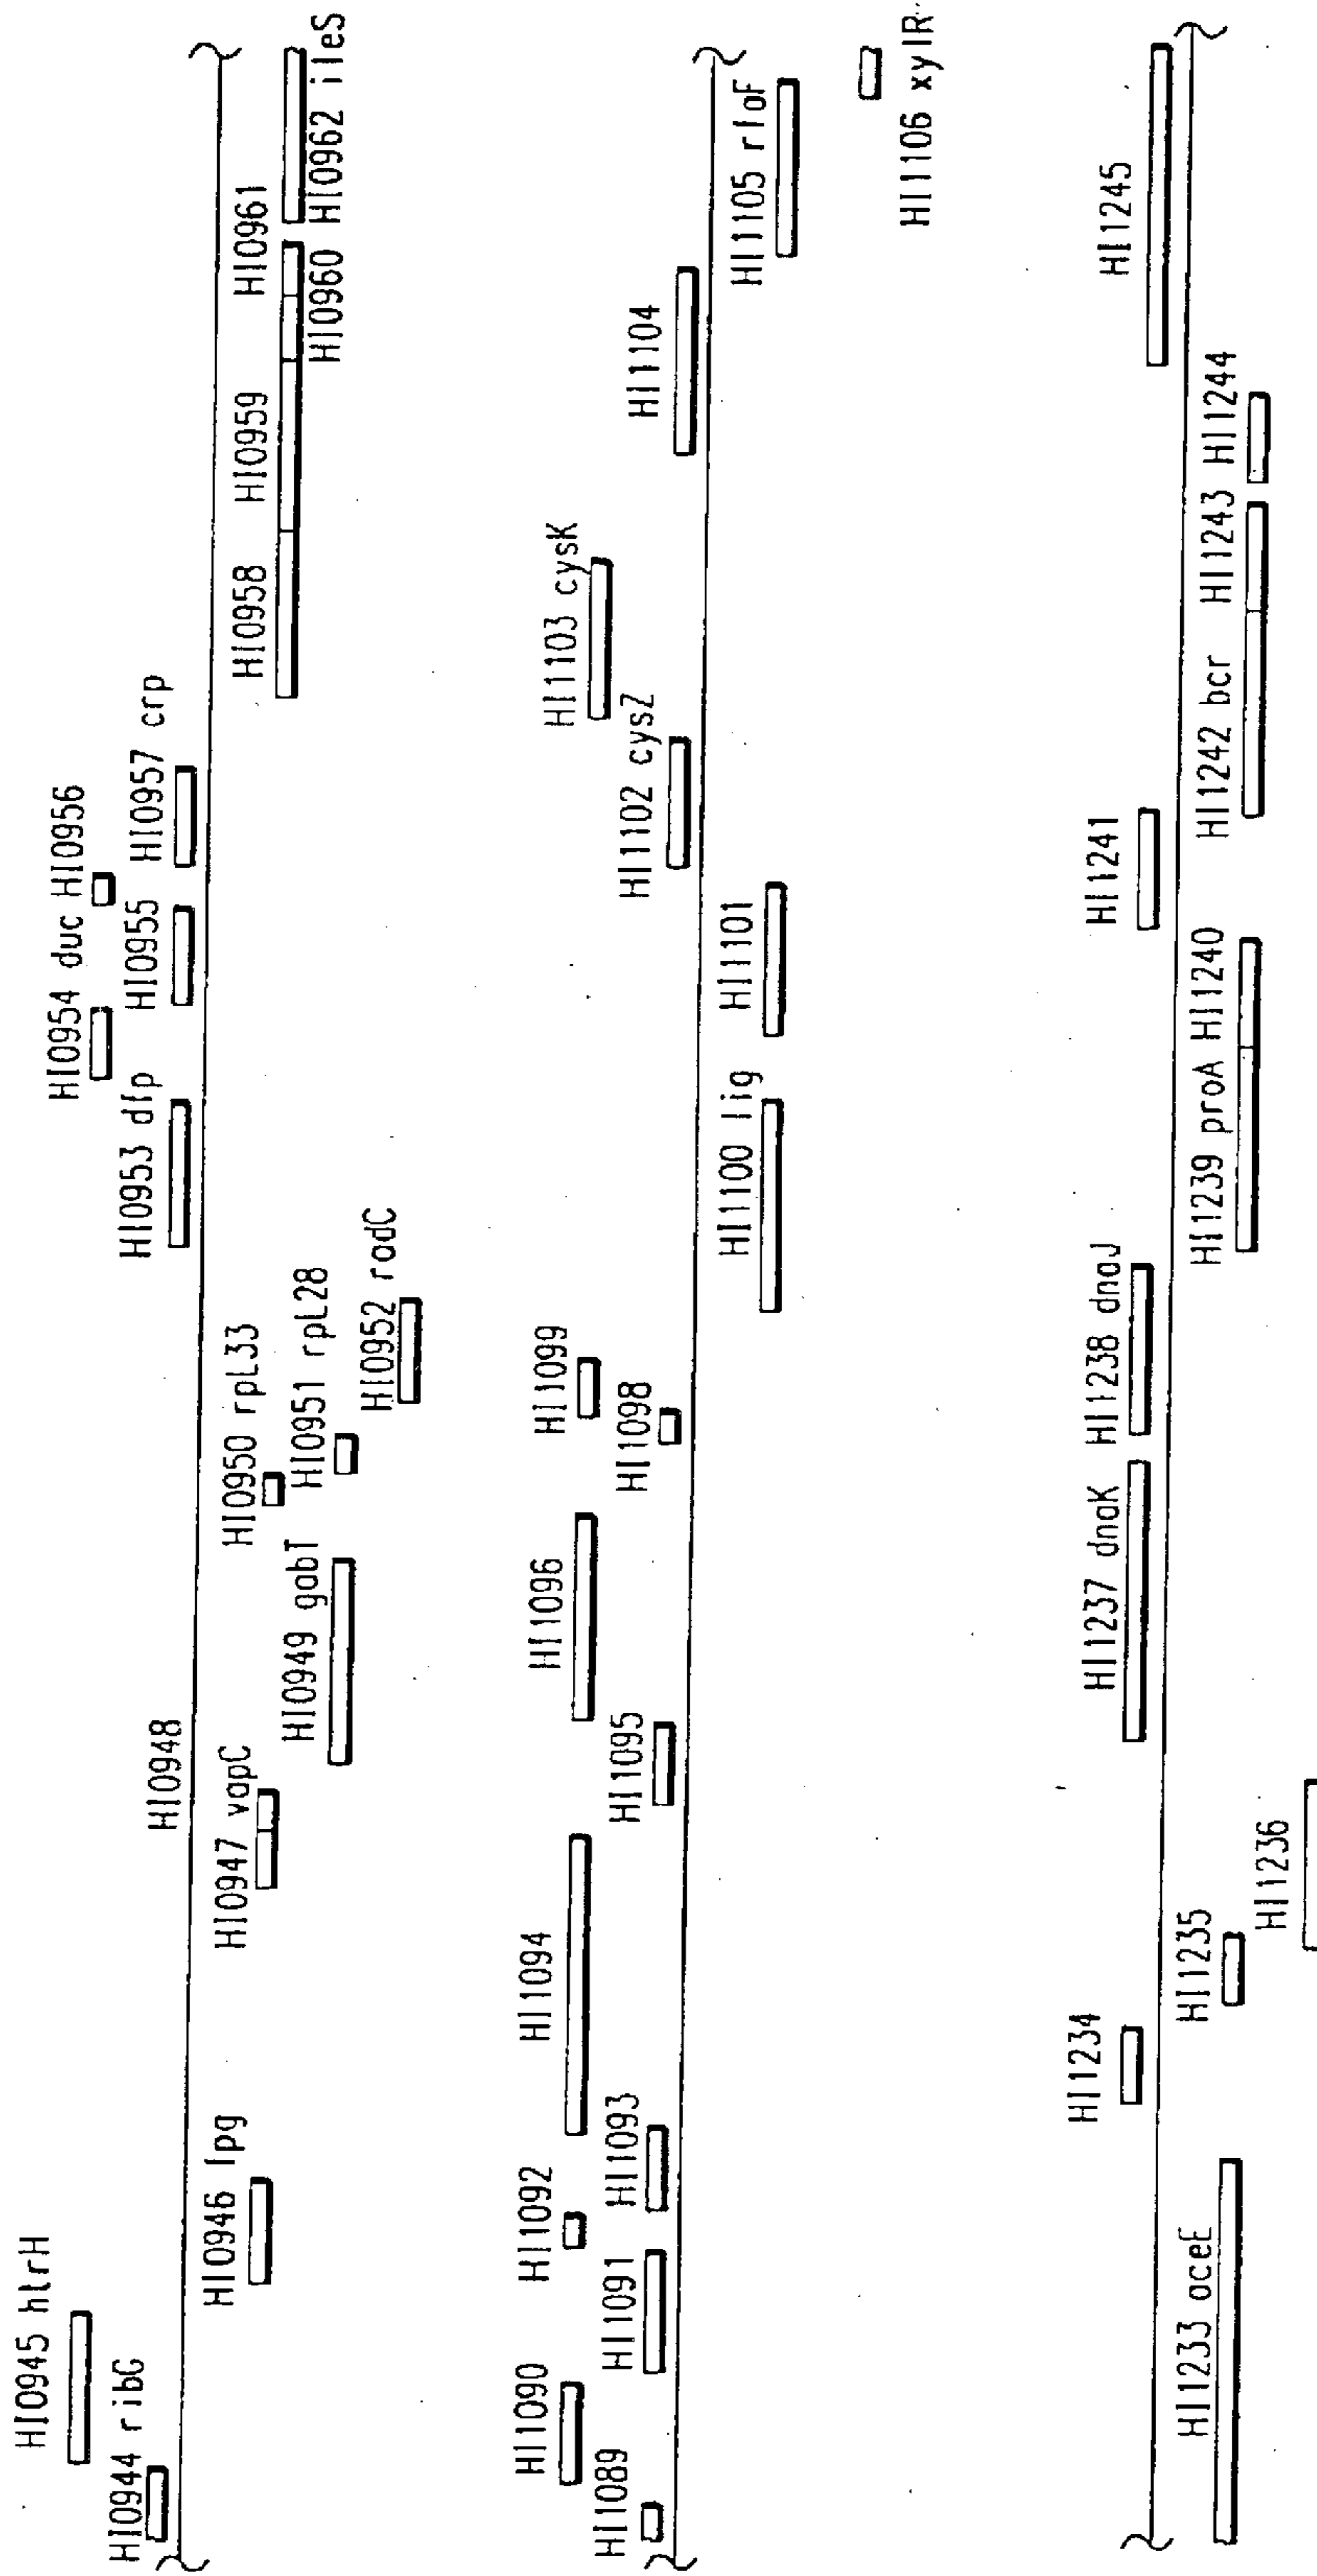 HI0944 ribG
HI0945 htrH
HI0946 fpg
HI0947 vapC
HI0948
HI0949 gabT
HI0950 rpL33
HI0951 rpL28
HI0952 radC
HI0953 dfp
HI0954 duc
HI0955
HI0956
HI0957 crp
HI0958
HI0959
HI0960
HI0961
HI0962 ileS
HI1089
HI1090
HI1091
HI1092
HI1093
HI1094
HI1095
HI1096
HI1098
HI1099
HI1100 lig
HI1101
HI1102 cysZ
HI1103 cysK
HI1104
HI1105 rfoF
HI1106 xylR
HI1233 aceE
HI1234
HI1235
HI1236
HI1237 dnaK
HI1238 dnaJ
HI1239 proA
HI1240
HI1241
HI1242 bcr
HI1243
HI1244
HI1245